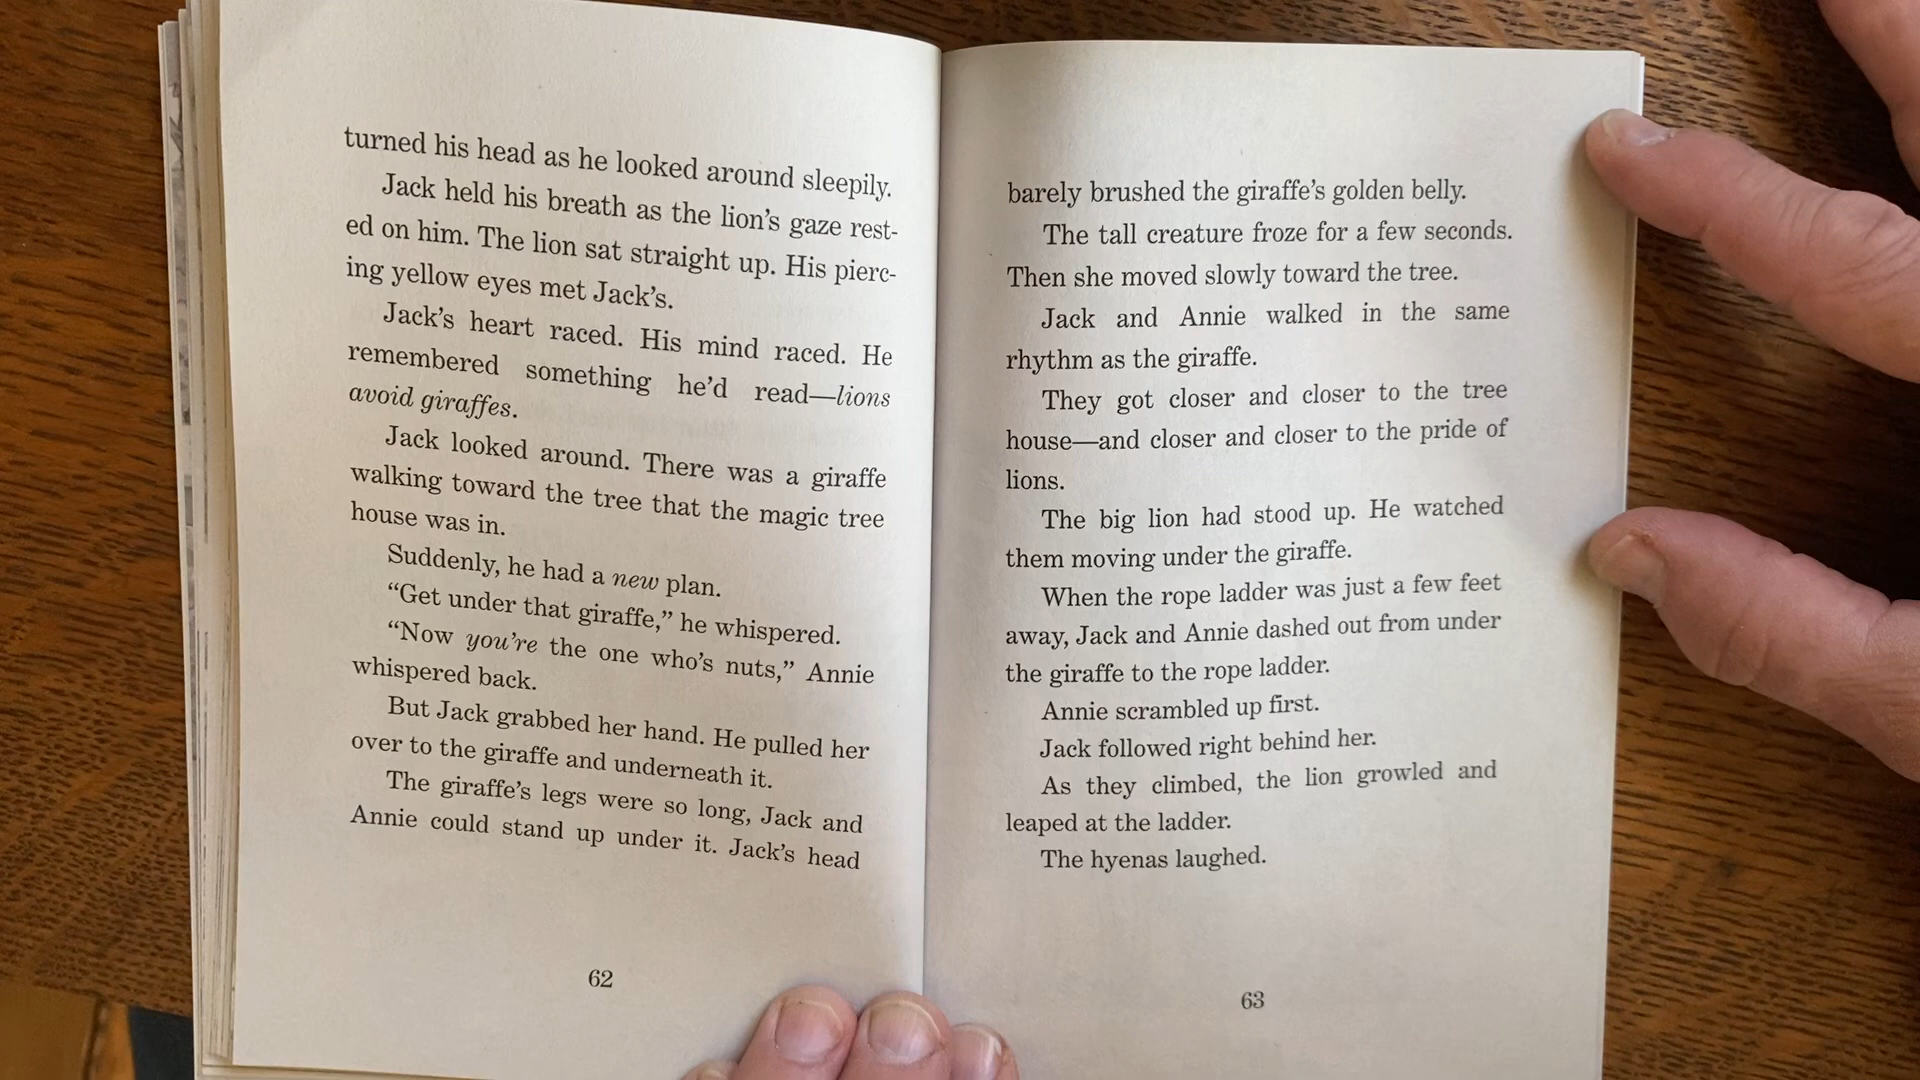 turned his head as he looked around sleepily.
Jack held his breath as the lion's gaze rest-
ed on him. The lion sat straight up. His pierc-
ing yellow eyes met Jack's.
Jack's heart raced. His mind raced. He
remembered something he'd read—lions
avoid giraffes.
Jack looked around. There was a giraffe
walking toward the tree that the magic tree
house was in.
Suddenly, he had a new plan.
“Get under that giraffe,” he whispered.
“Now you're the one who's nuts,” Annie
whispered back.
But Jack grabbed her hand. He pulled her
over to the giraffe and underneath it.
The giraffe's legs were so long, Jack and
Annie could stand up under it. Jack's head
62
barely brushed the giraffe's golden belly.
The tall creature froze for a few seconds.
Then she moved slowly toward the tree.
Jack and Annie walked in the same
rhythm as the giraffe.
They got closer and closer to the tree
house—and closer and closer to the pride of
lions.
The big lion had stood up. He watched
them moving under the giraffe.
When the rope ladder was just a few feet
away, Jack and Annie dashed out from under
the giraffe to the rope ladder.
Annie scrambled up first.
Jack followed right behind her.
As they climbed, the lion growled and
leaped at the ladder.
The hyenas laughed.
63